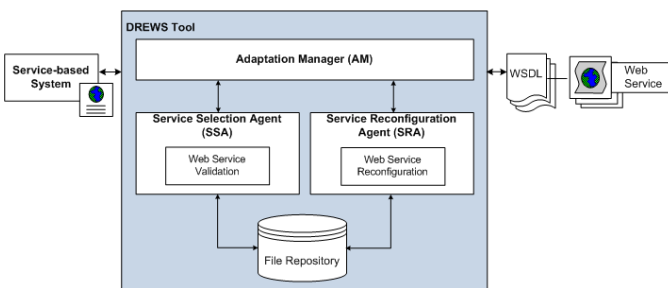 DREWS Tool
Adaptation Manager (AM)
Service-based
System
WSDL
Web
Service
Service Selection Agent
(SSA)
Web Service
Validation
Service Reconfiguration
Agent (SRA)
Web Service
Reconfiguration
File Repository